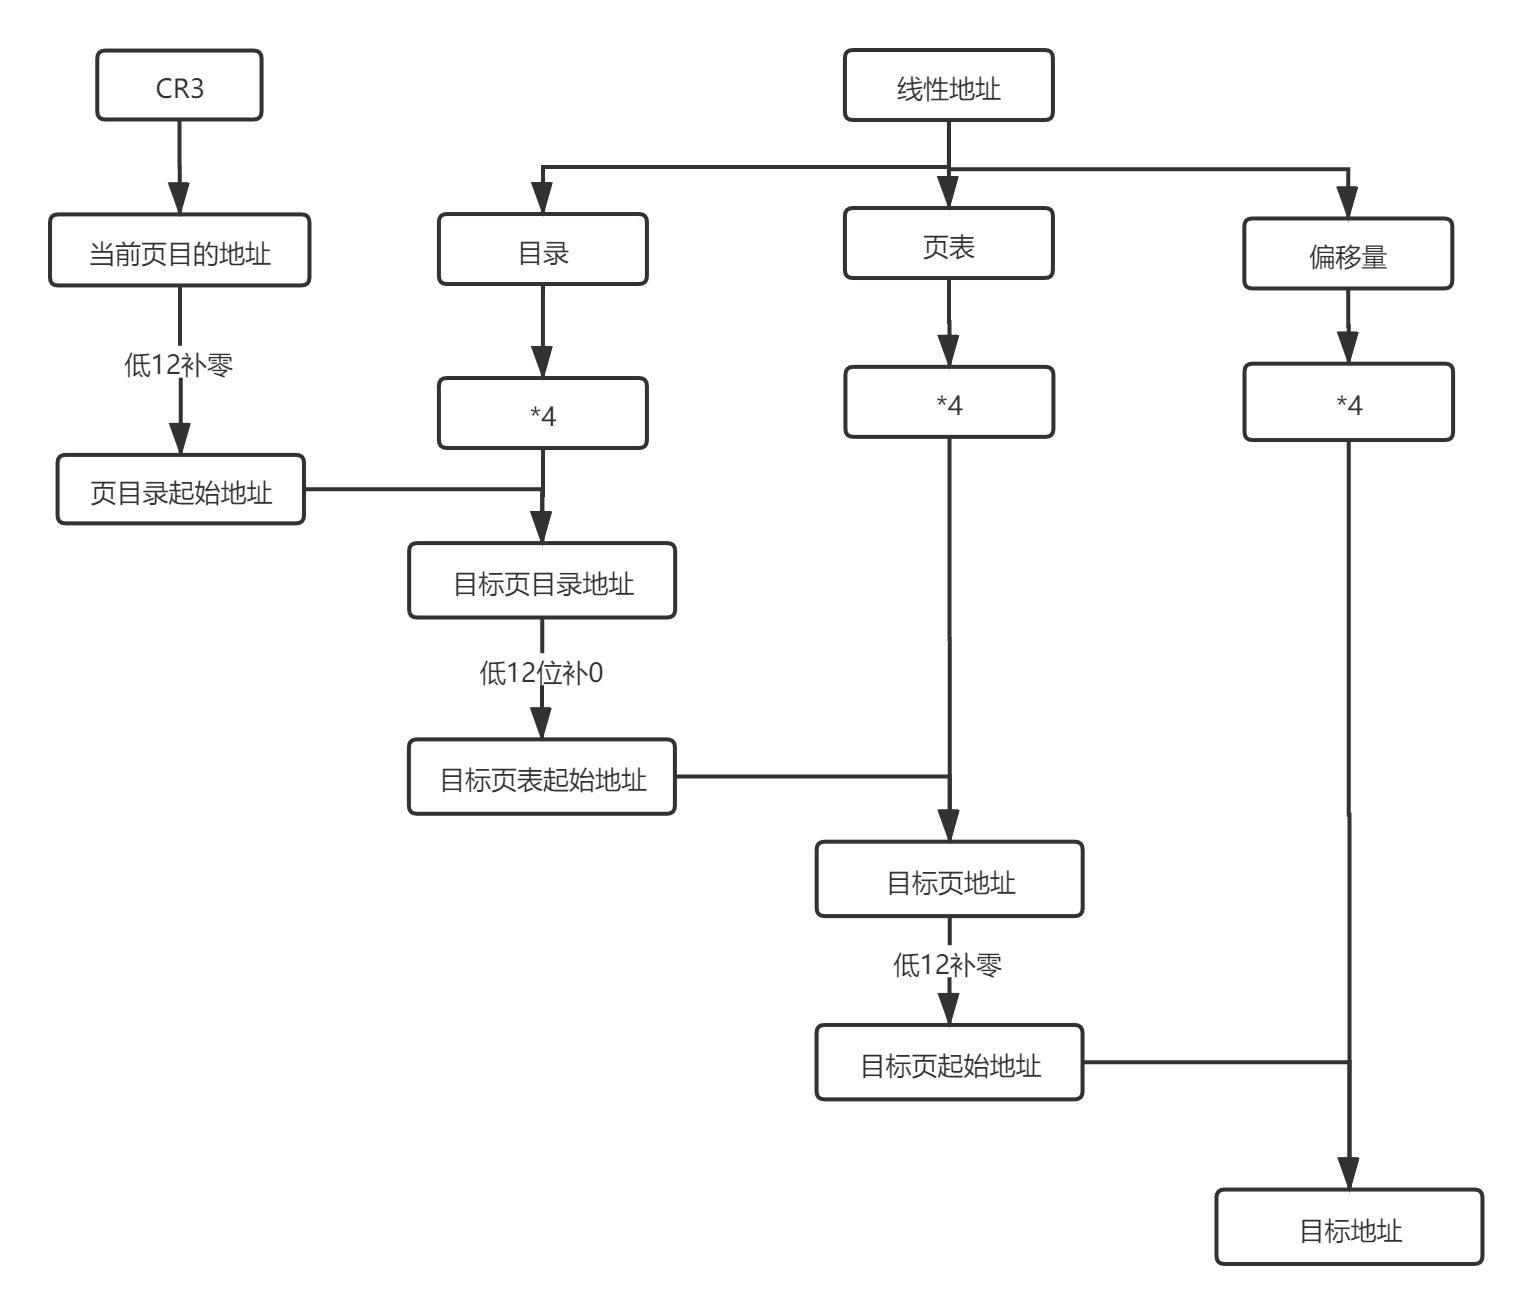 CR3
线性地址
当前页目的地址
目录
页表
偏移量
低12补零
*4
*4
*4
页目录起始地址
目标页目录地址
低12位补0
目标页表起始地址
目标页地址
低12补零
目标页起始地址
目标地址